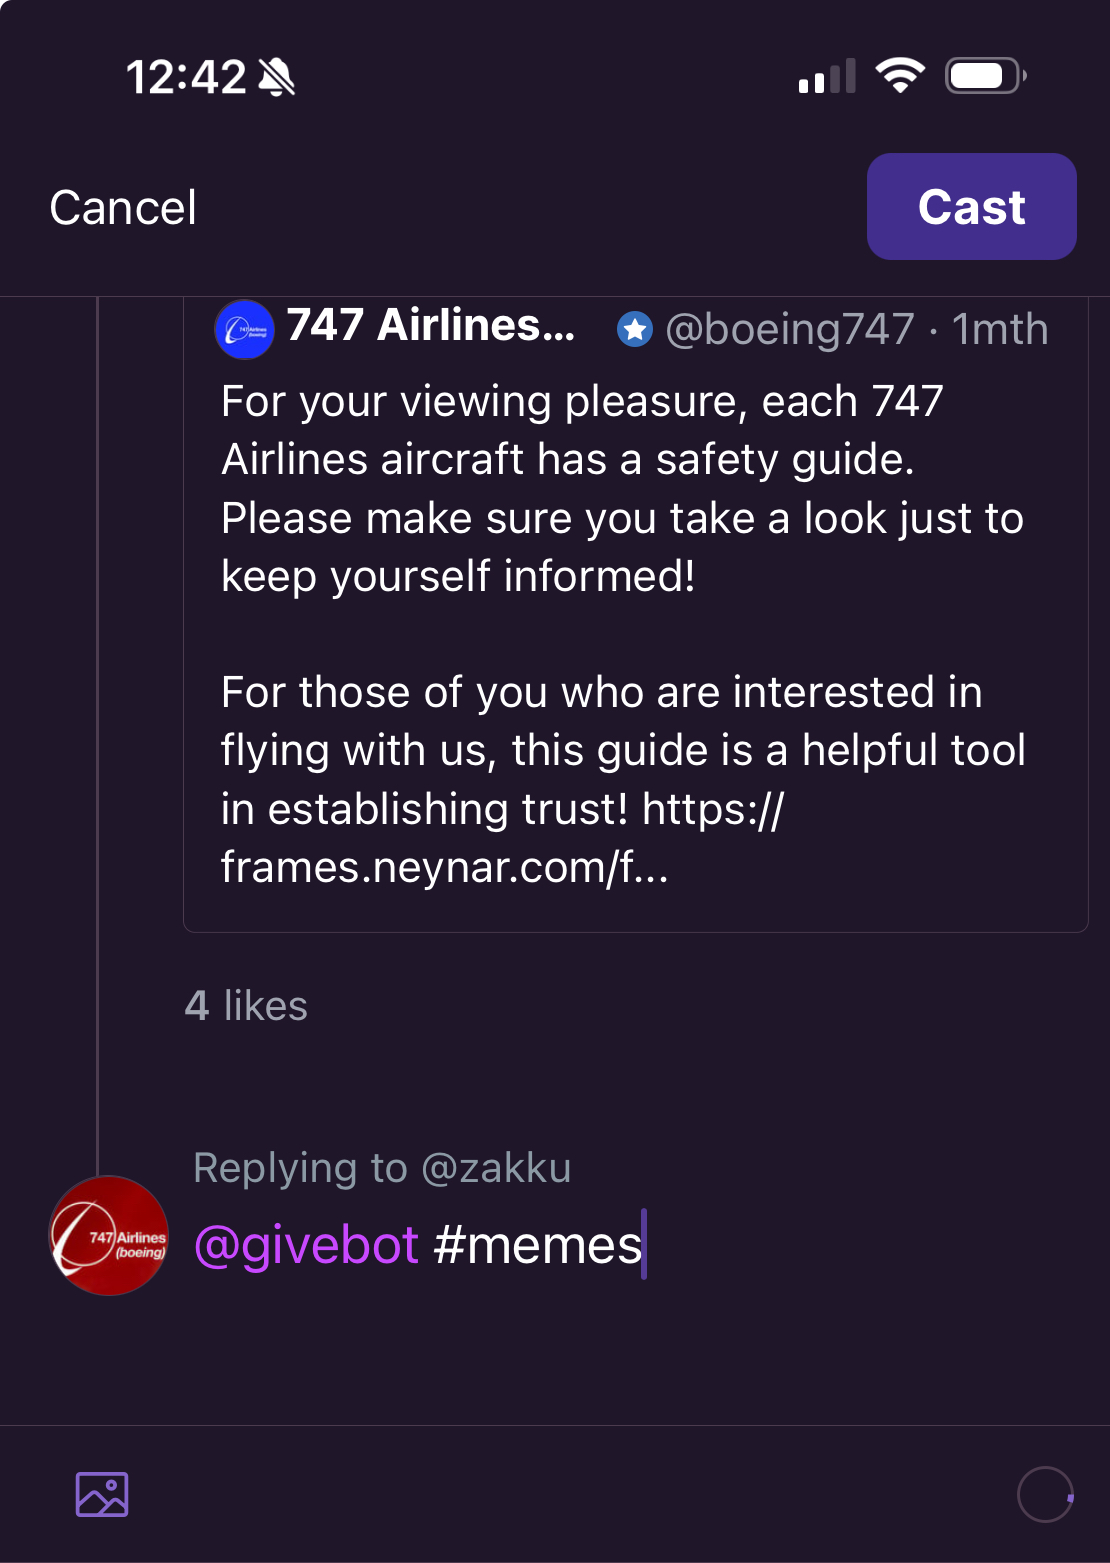 12:42
Cancel
Cast
747 Airlines... @boeing747 · 1mth
For your viewing pleasure, each 747
Airlines aircraft has a safety guide.
Please make sure you take a look just to
keep yourself informed!
For those of you who are interested in
flying with us, this guide is a helpful tool
in establishing trust! https://
frames.neynar.com/f...
4 likes
Replying to @zakku
747 Airlines
(boeing)
@givebot #memes